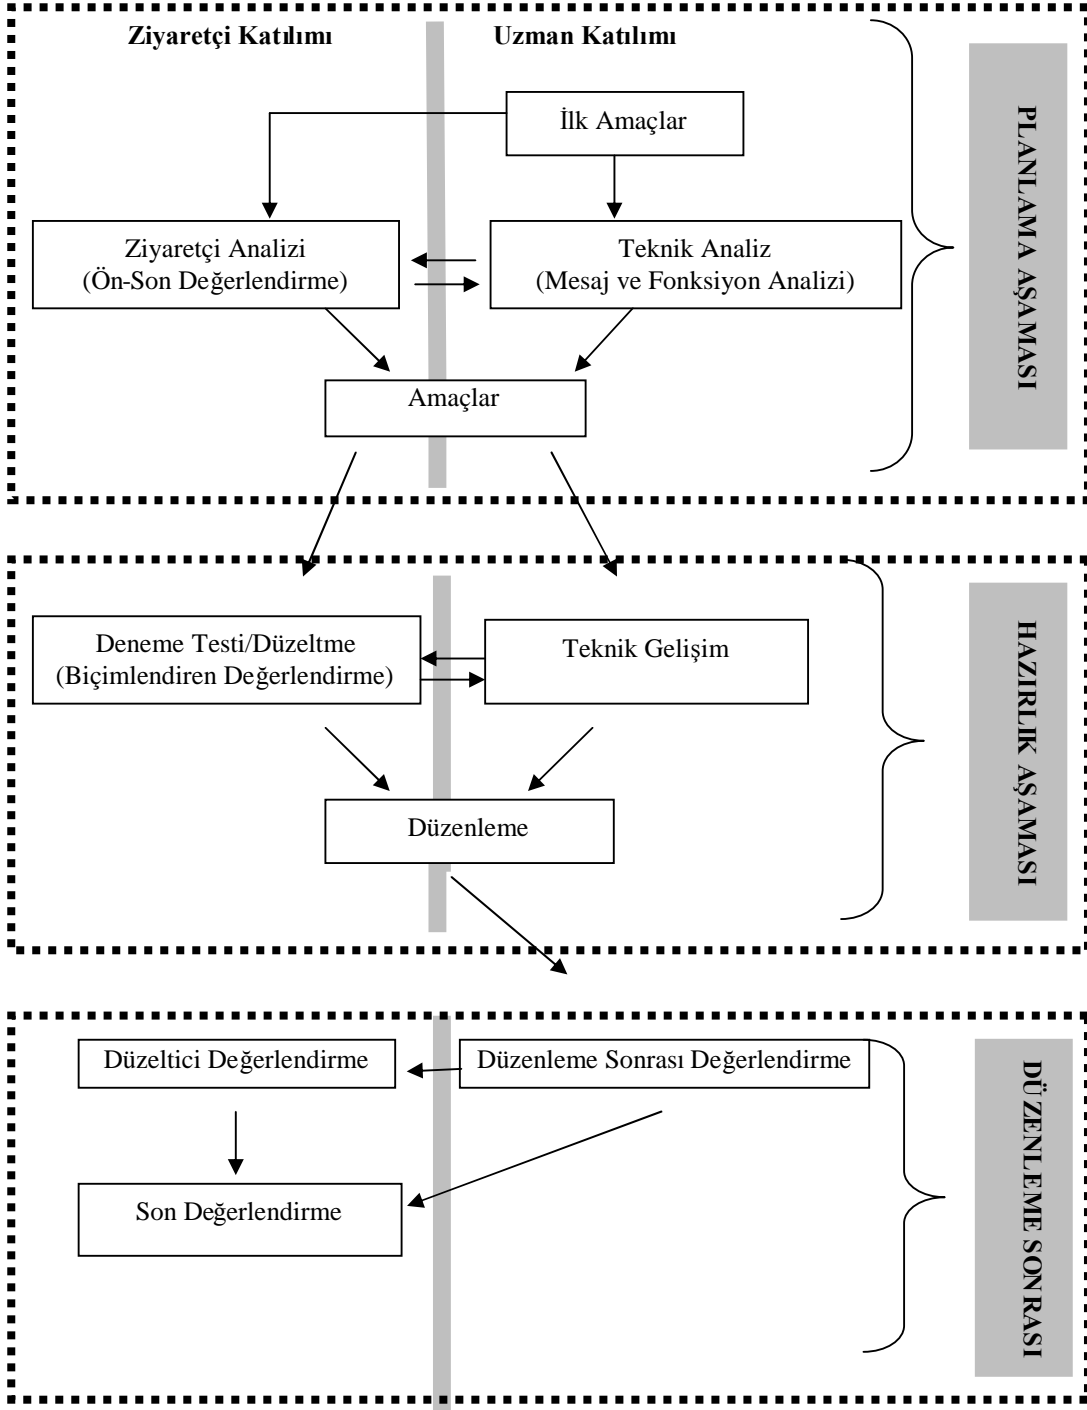 Ziyaretçi Katılımı
Uzman Katılımı
İlk Amaçlar
Ziyaretçi Analizi
(Ön-Son Değerlendirme)
Teknik Analiz
(Mesaj ve Fonksiyon Analizi)
Amaçlar
PLANLAMA AŞAMASI
Deneme Testi/Düzeltme
(Biçimlendiren Değerlendirme)
Teknik Gelişim
Düzenleme
HAZIRLIK AŞAMASI
Düzeltici Değerlendirme
Düzenleme Sonrası Değerlendirme
Son Değerlendirme
DÜZENLEME SONRASI